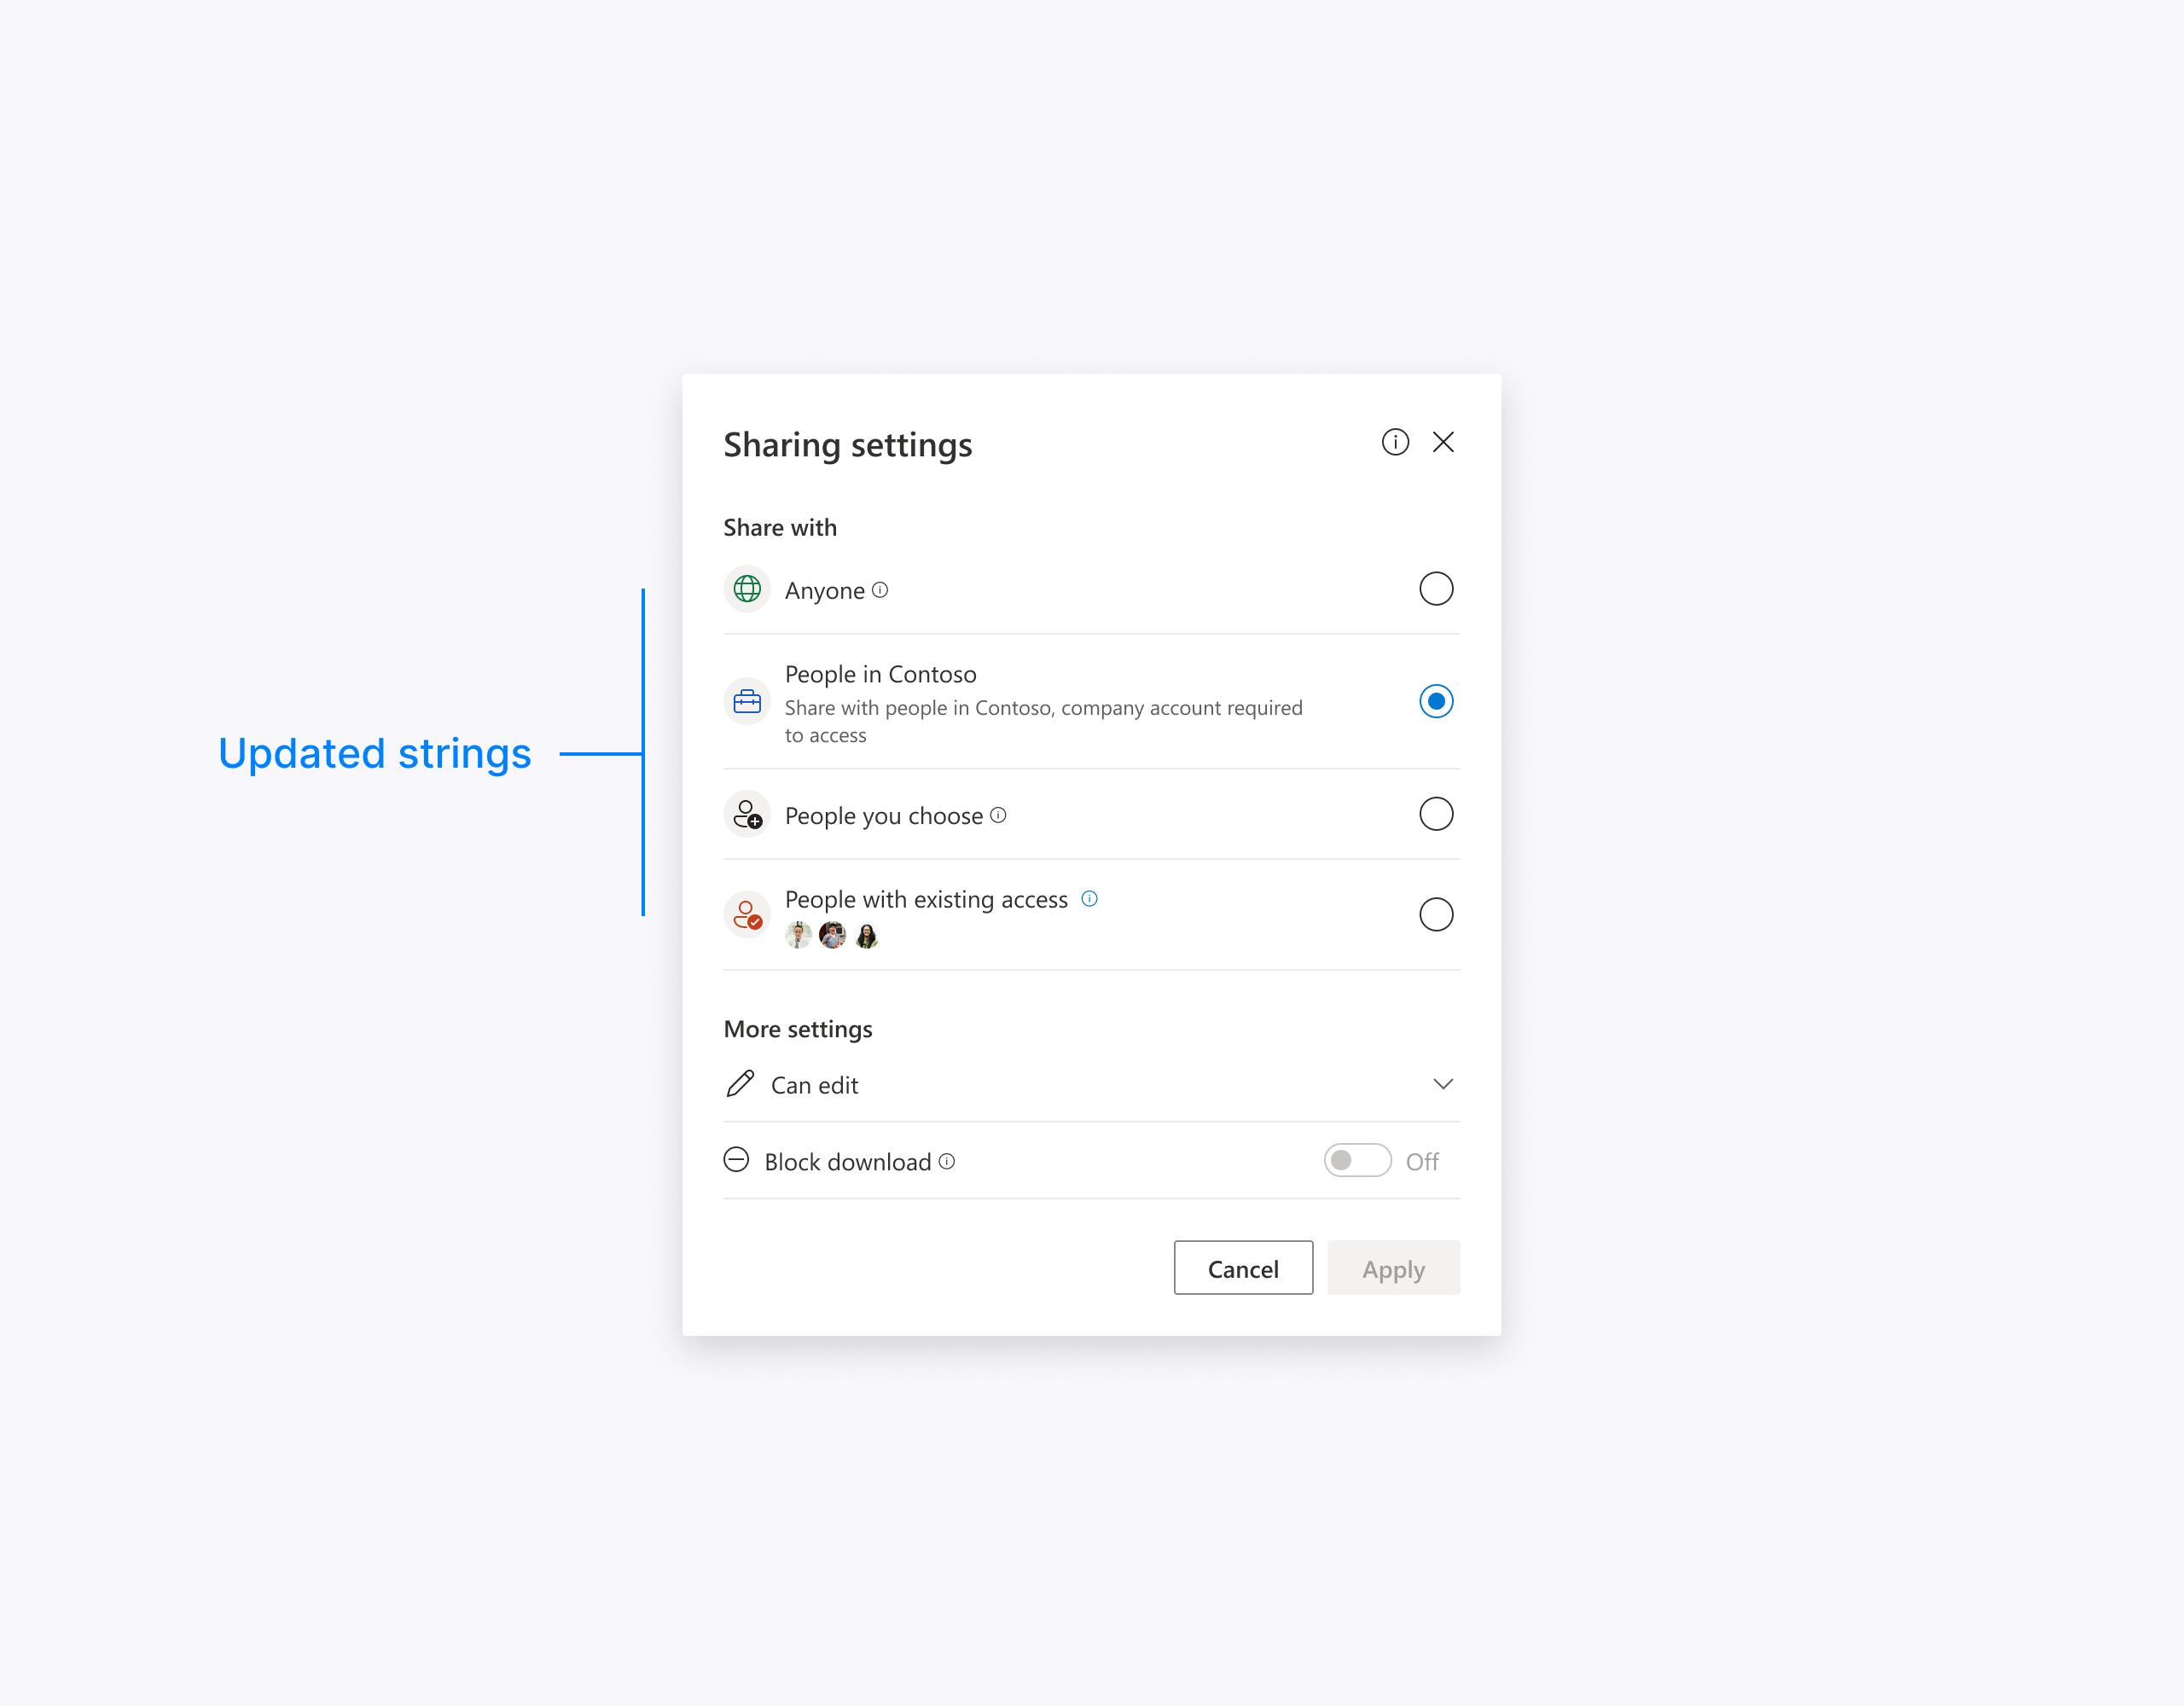 Sharing settings
Share with
Anyone
People in Contoso
Share with people in Contoso, company account required
to access
Updated strings
People you choose
People with existing access
More settings
Can edit
Block download
Off
Cancel
Apply